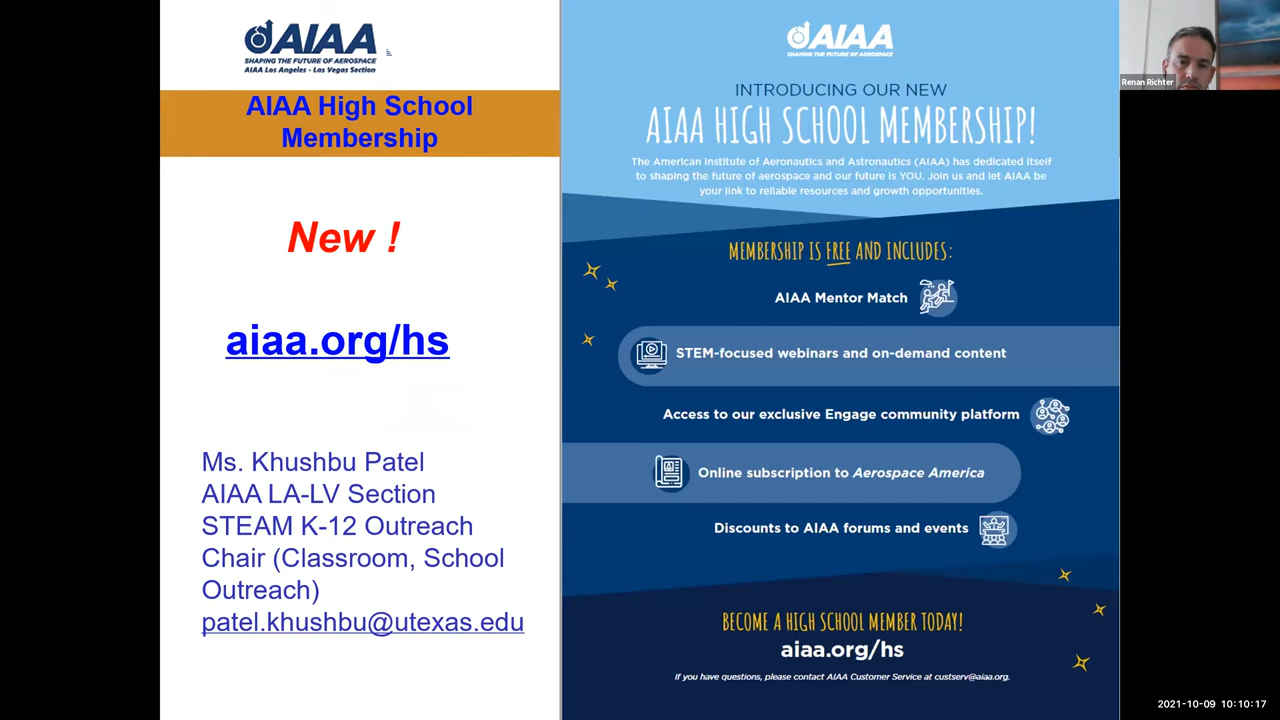 AIAA
SHAPING THE FUTURE OF AEROSPACE
AIAA Los Angeles - Las Vegas Section
AIAA High School
Membership
New !
aiaa.org/hs
Ms. Khushbu Patel
AIAA LA-LV Section
STEAM K-12 Outreach
Chair (Classroom, School
Outreach)
patel.khushbu@utexas.edu
AIAA
SHAPING THE FUTURE OF AEROSPACE
INTRODUCING OUR NEW
AIAA HIGH SCHOOL MEMBERSHIP!
The American Institute of Aeronautics and Astronautics (AIAA) has dedicated itself
to shaping the future of aerospace and our future is YOU. Join us and let AIAA be
your link to reliable resources and growth opportunities.
MEMBERSHIP IS FREE AND INCLUDES:
AIAA Mentor Match
STEM-focused webinars and on-demand content
Access to our exclusive Engage community platform
Online subscription to Aerospace America
Discounts to AIAA forums and events
BECOME A HIGH SCHOOL MEMBER TODAY!
aiaa.org/hs
If you have questions, please contact AIAA Customer Service at custserv@aiaa.org.
Renan Richter
2021-10-09 10:10:17